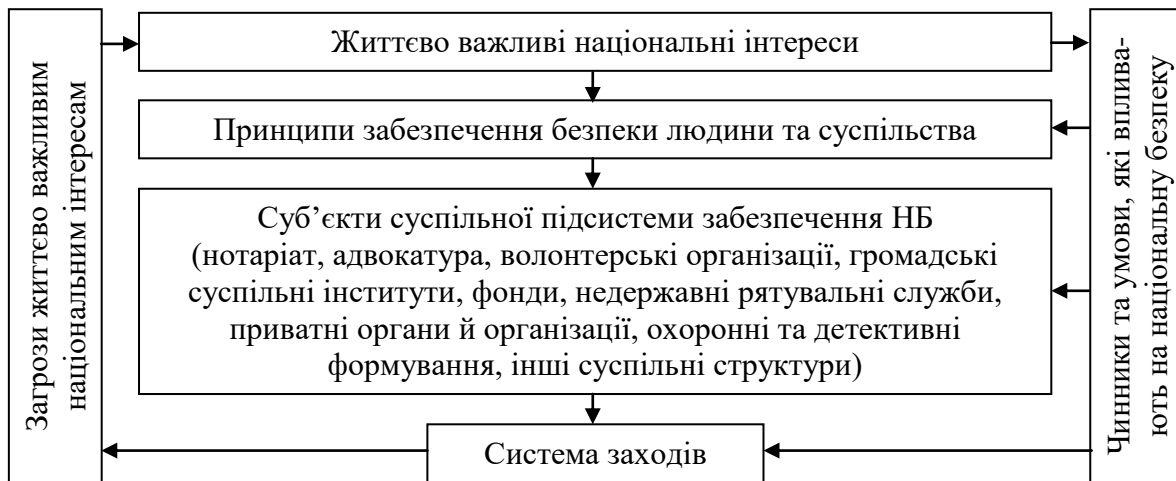 Загрози життєво важливим
національним інтересам
Життєво важливі національні інтереси
Принципи забезпечення безпеки людини та суспільства
Суб’єкти суспільної підсистеми забезпечення НБ
(нотаріат, адвокатура, волонтерські організації, громадські
суспільні інститути, фонди, недержавні рятувальні служби,
приватні органи й організації, охоронні та детективні
формування, інші суспільні структури)
Система заходів
Чинники та умови, які вплива-
ють на національну безпеку